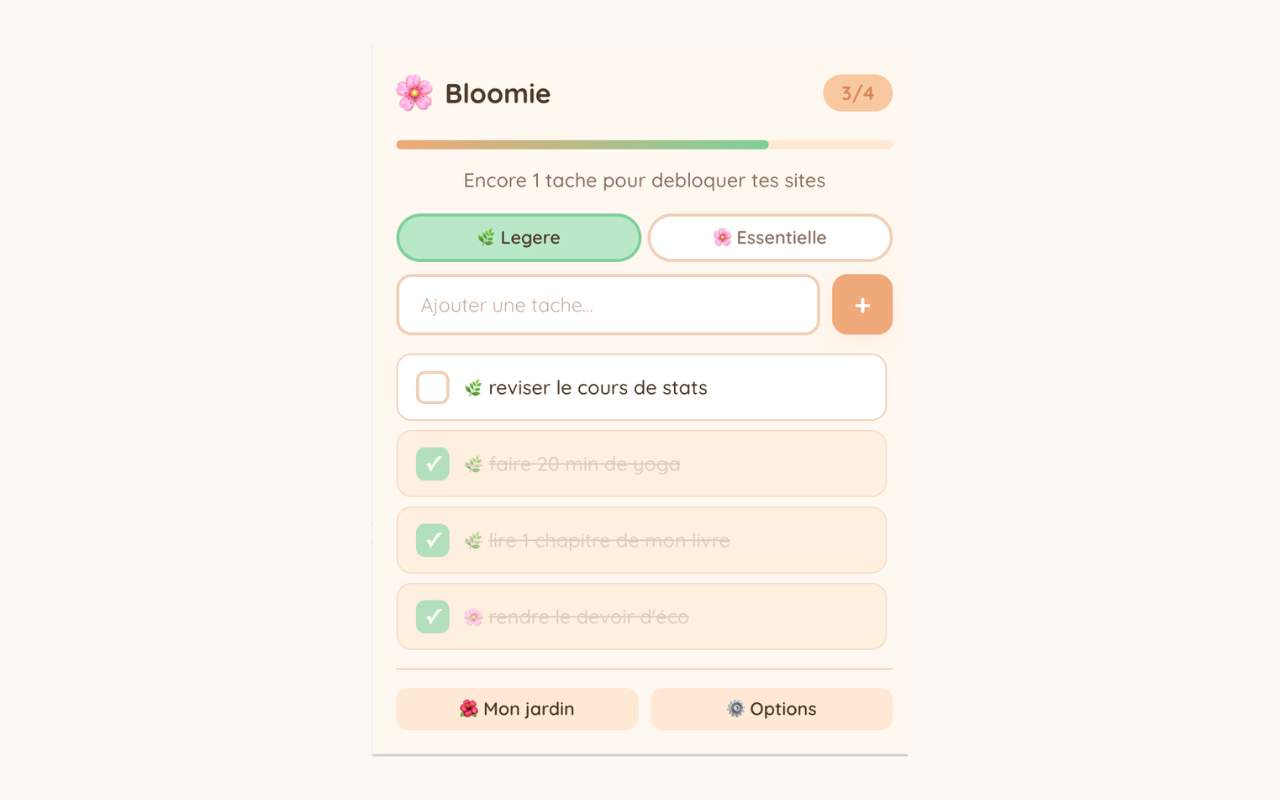 Bloomie
3/4
Encore 1 tache pour debloquer tes sites
Legere
Essentielle
Ajouter une tache...
+
reviser le cours de stats
faire 20 min de yoga
lire 1 chapitre de mon livre
rendre le devoir d'éco
Mon jardin
Options